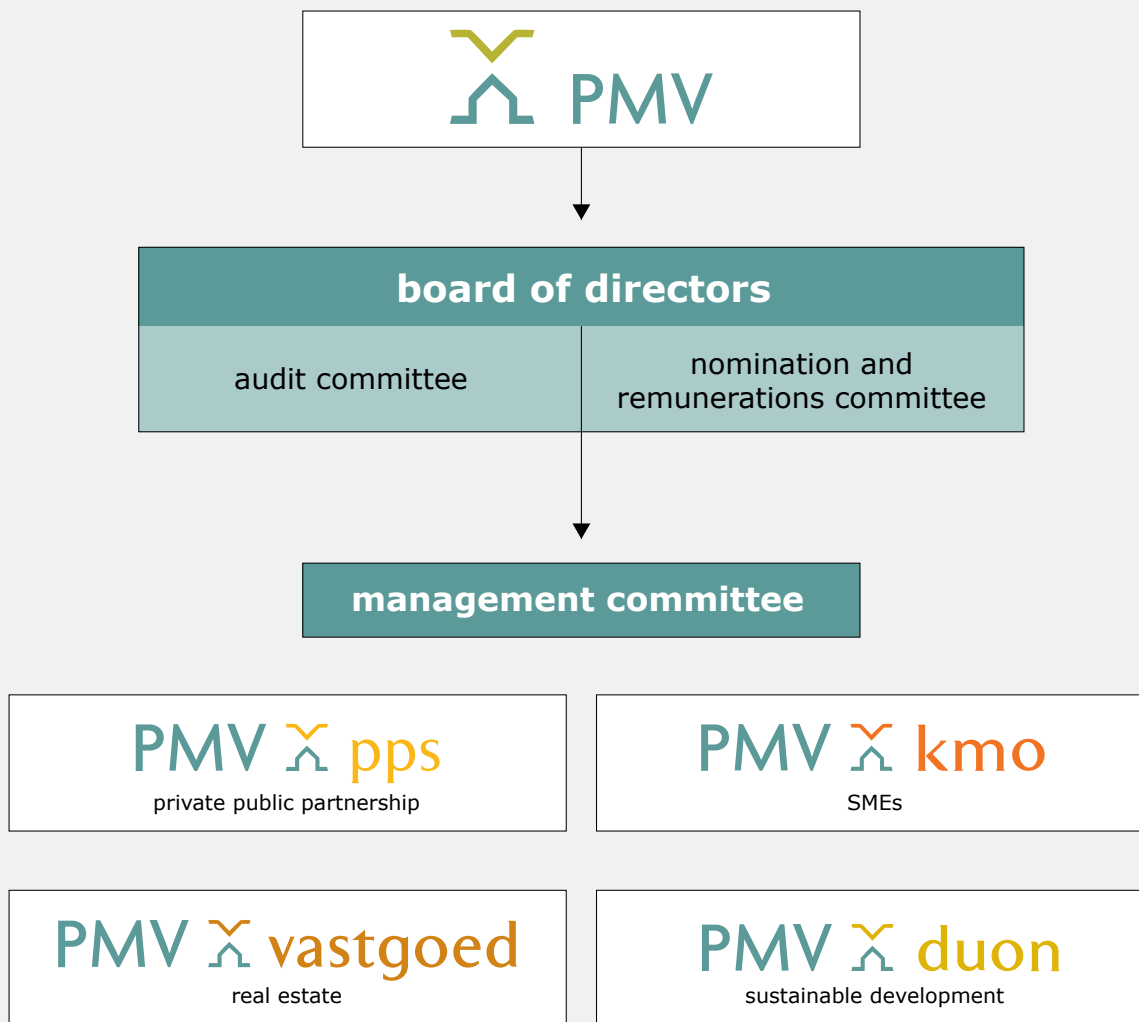 PMV
board of directors
audit committee
nomination and
remunerations committee
management committee
PMV pps
private public partnership
PMV kmo
SMEs
PMV vastgoed
real estate
PMV duon
sustainable development